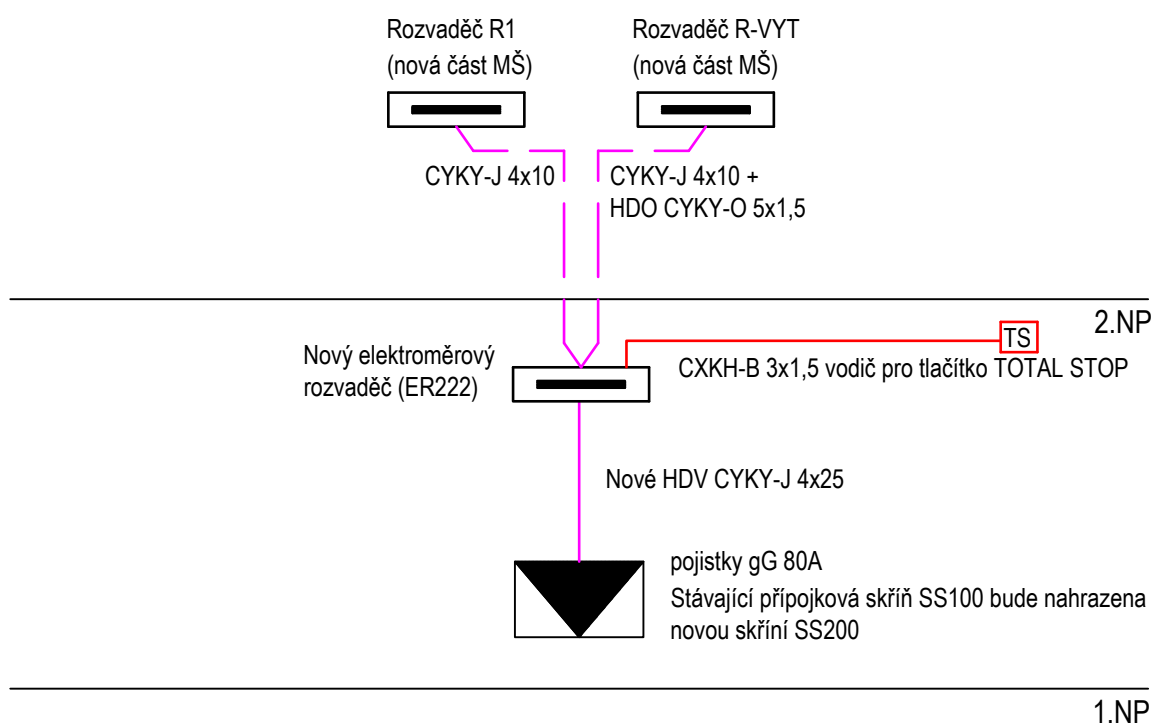 Rozvaděč R1
(nová část MŠ)
Rozvaděč R-VYT
(nová část MŠ)
CYKY-J 4x10
CYKY-J 4x10 +
HDO CYKY-O 5x1,5
2.NP
TS
Nový elektroměrový
rozvaděč (ER222)
CXKH-B 3x1,5 vodič pro tlačítko TOTAL STOP
Nové HDV CYKY-J 4x25
pojistky gG 80A
Stávající přípojková skříň SS100 bude nahrazena
novou skříní SS200
1.NP